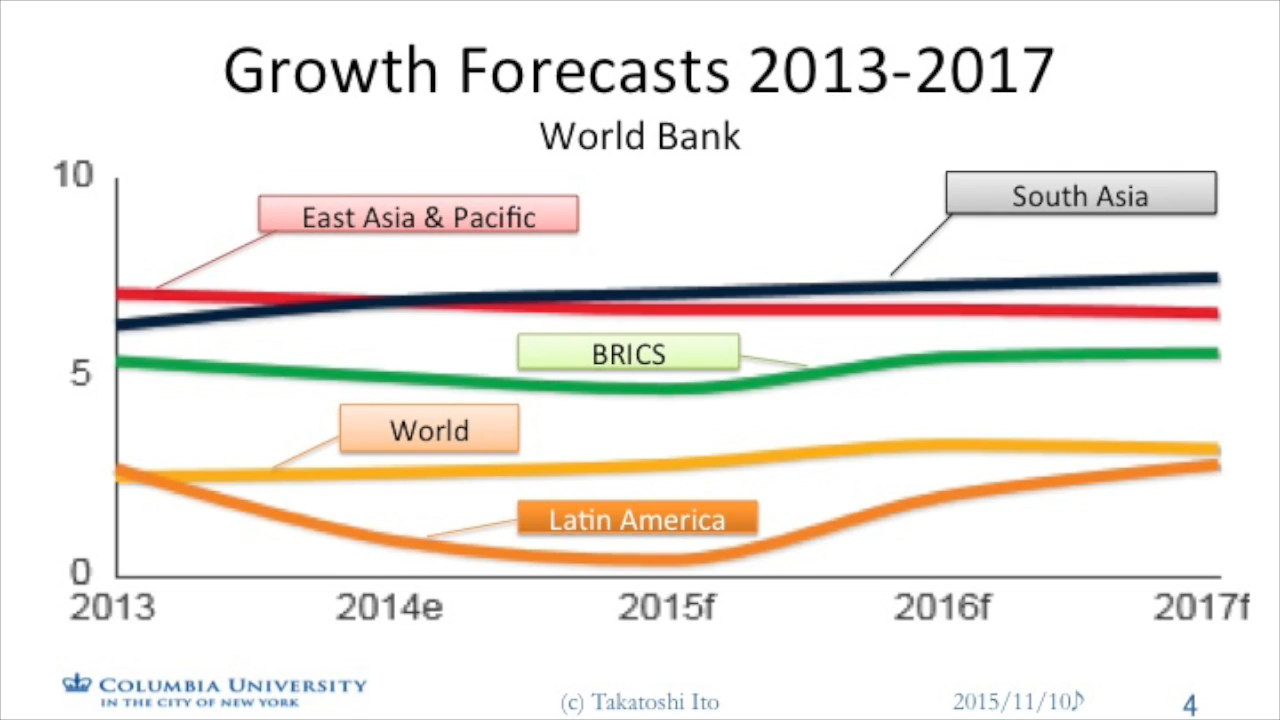 Growth Forecasts 2013-2017
World Bank
10
South Asia
East Asia & Pacific
BRICS
5
World
Latin America
0
2013 2014e 2015f 2016f 2017f
COLUMBIA UNIVERSITY
IN THE CITY OF NEW YORK
(c) Takatoshi Ito
2015/11/10♪
4